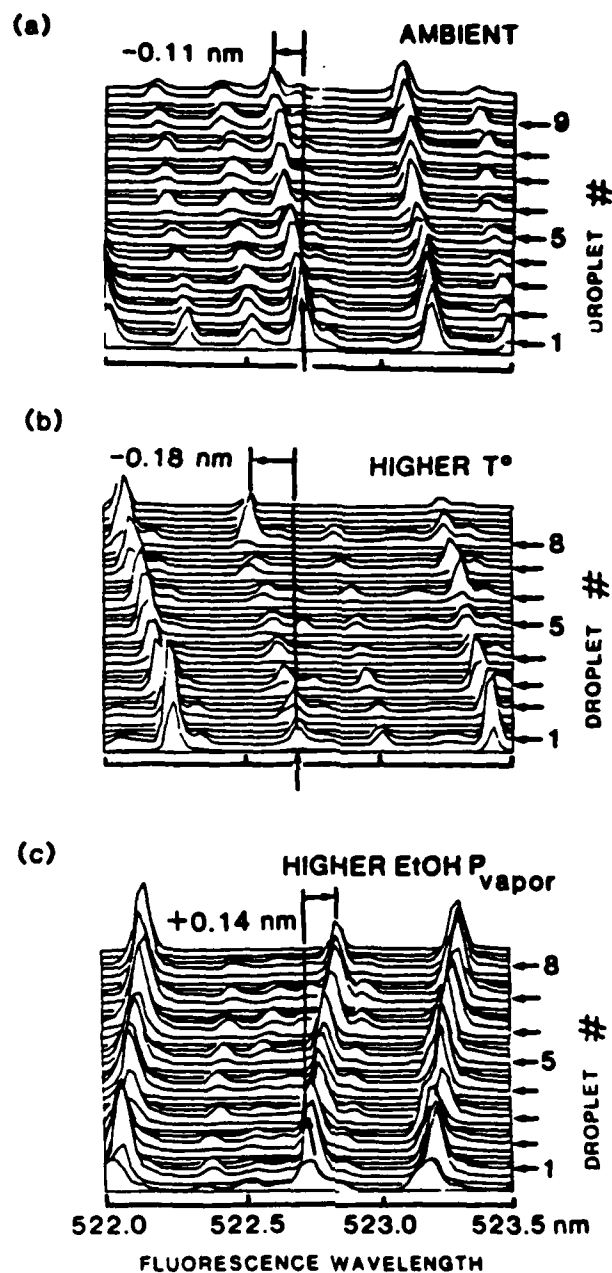 (a)
-0.11 nm
AMBIENT
9
5
1
DROPLET #
(b)
-0.18 nm
HIGHER T°
8
5
1
DROPLET #
(c)
HIGHER EtOH P vapor
+0.14 nm
8
5
1
DROPLET #
522.0 522.5 523.0 523.5 nm
FLUORESCENCE WAVELENGTH